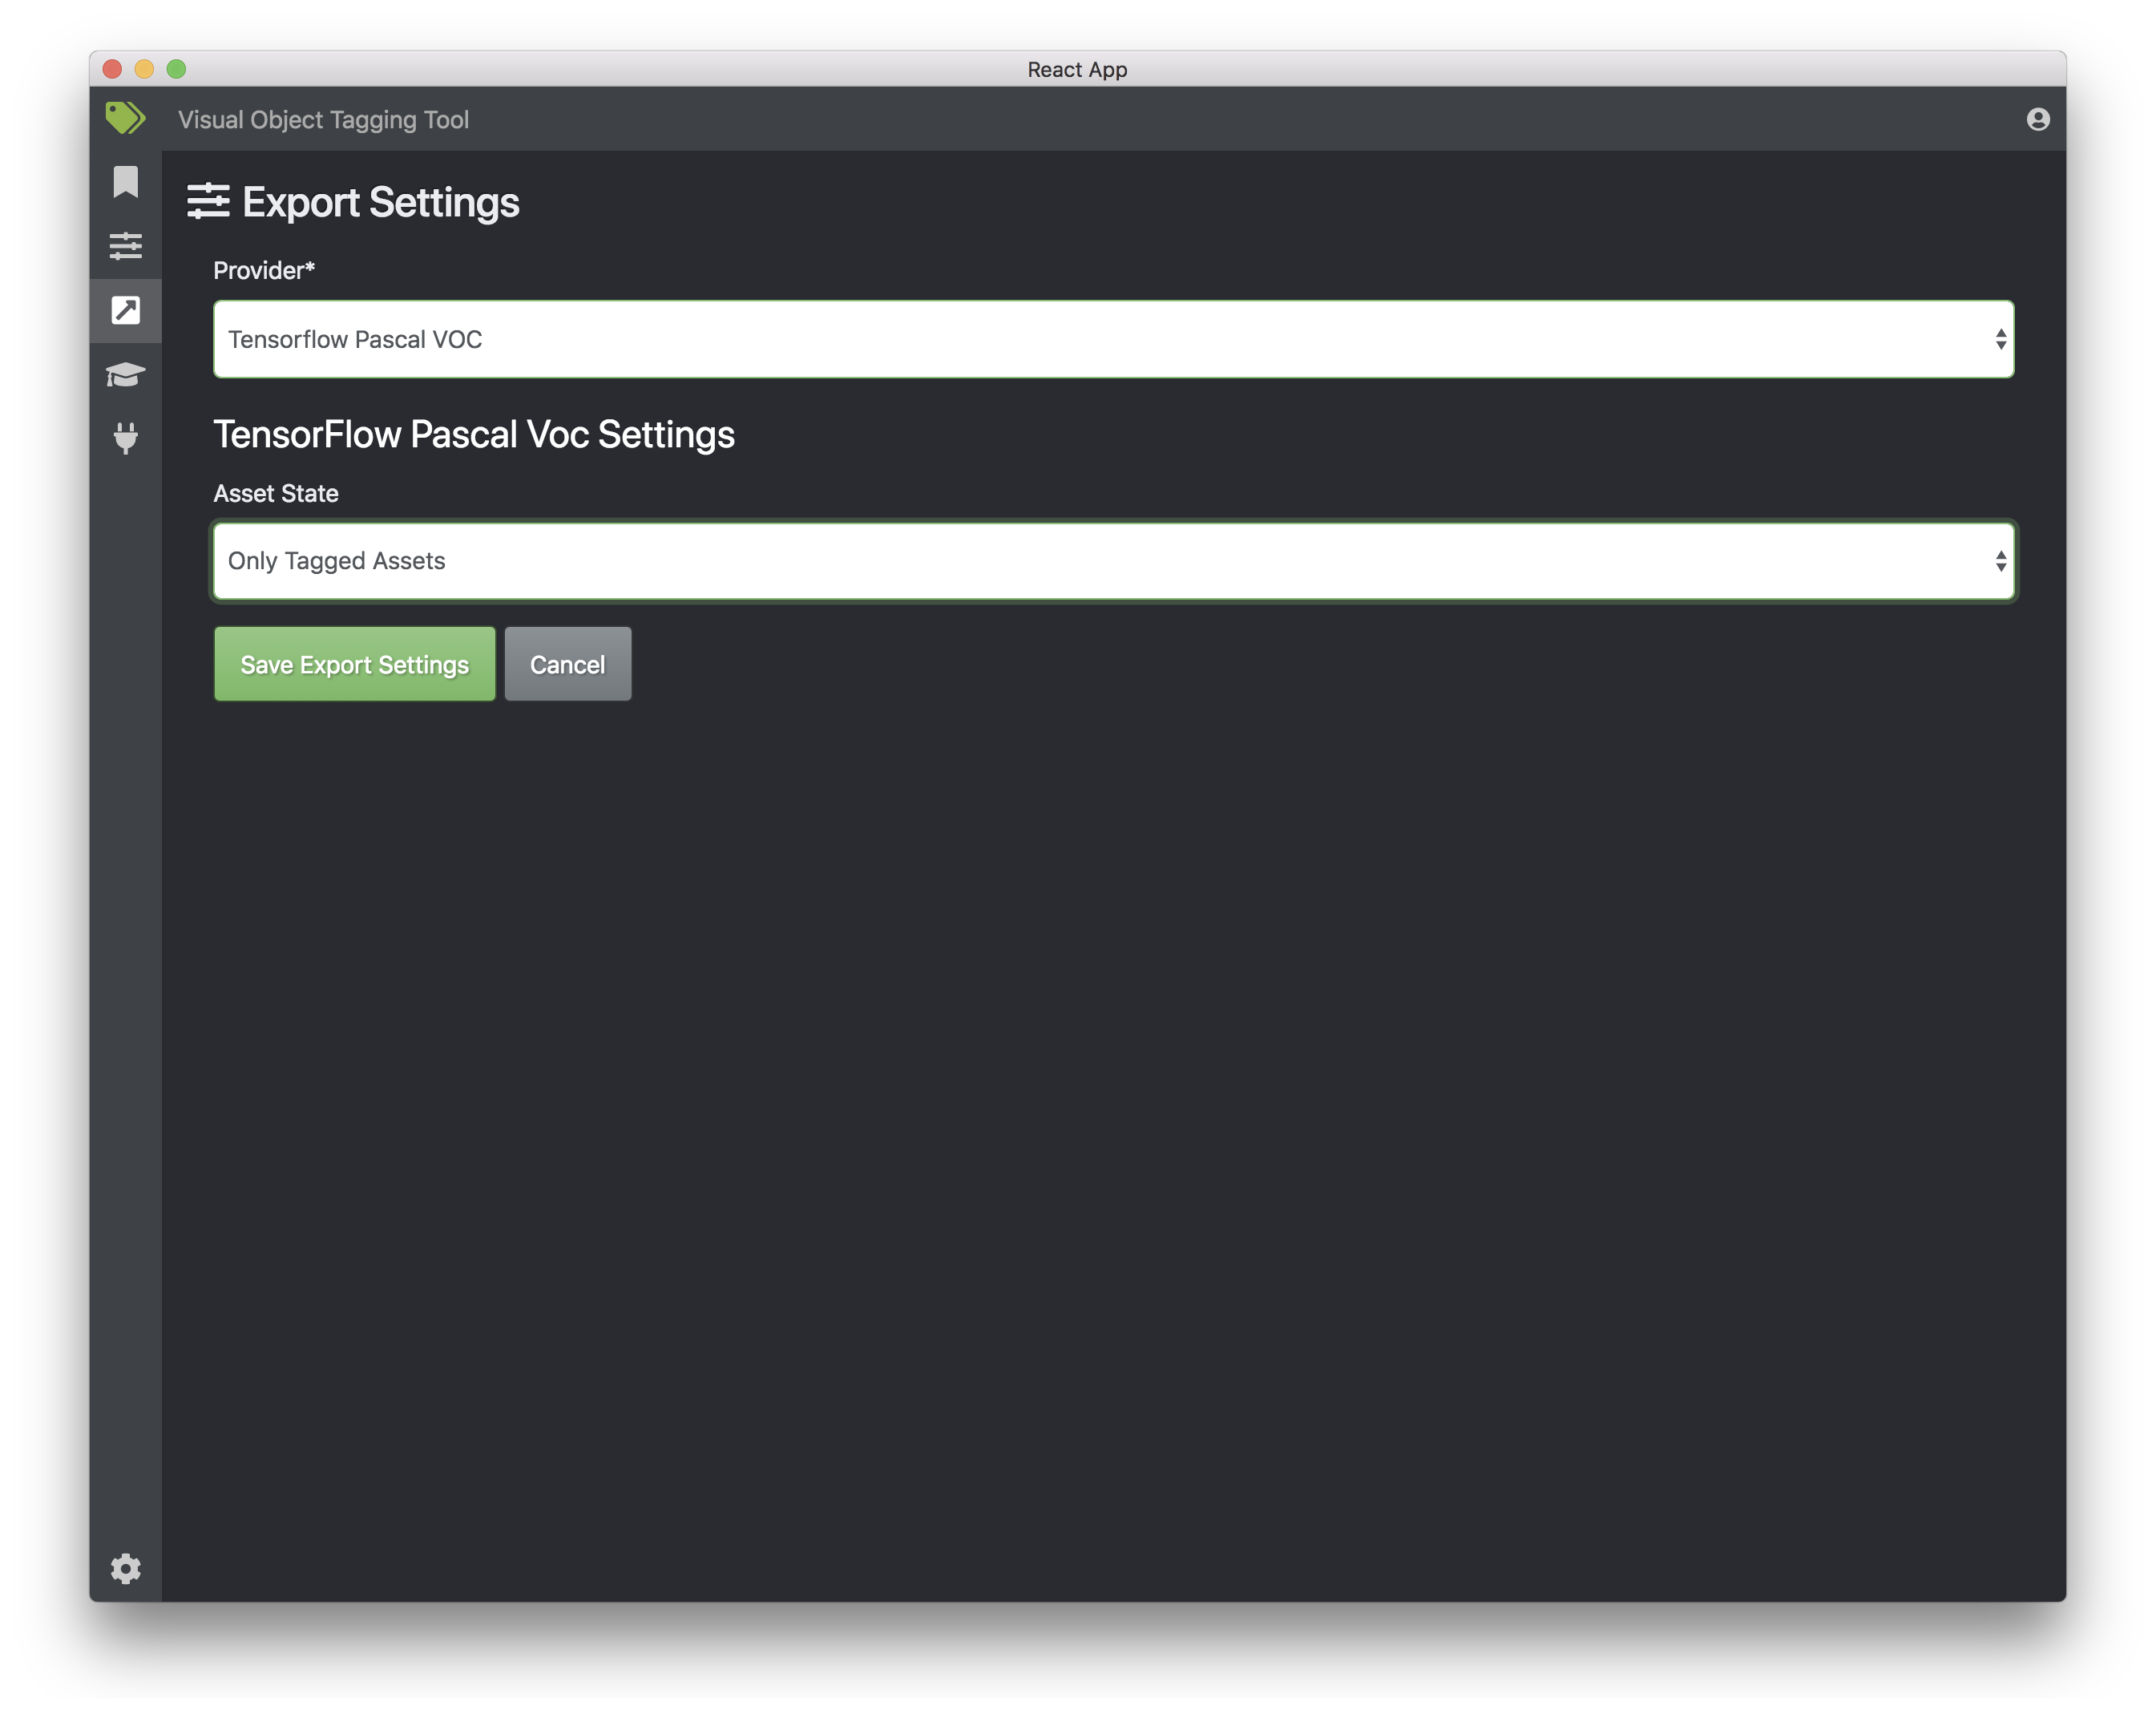 React App
Visual Object Tagging Tool
Export Settings
Provider*
Tensorflow Pascal VOC
TensorFlow Pascal Voc Settings
Asset State
Only Tagged Assets
Save Export Settings
Cancel